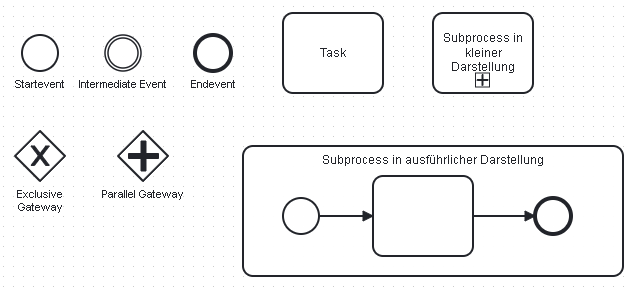 Startevent
Intermediate Event
Endevent
Task
Subprocess in
kleiner
Darstellung
X
Exclusive
Gateway
Parallel Gateway
Subprocess in ausführlicher Darstellung